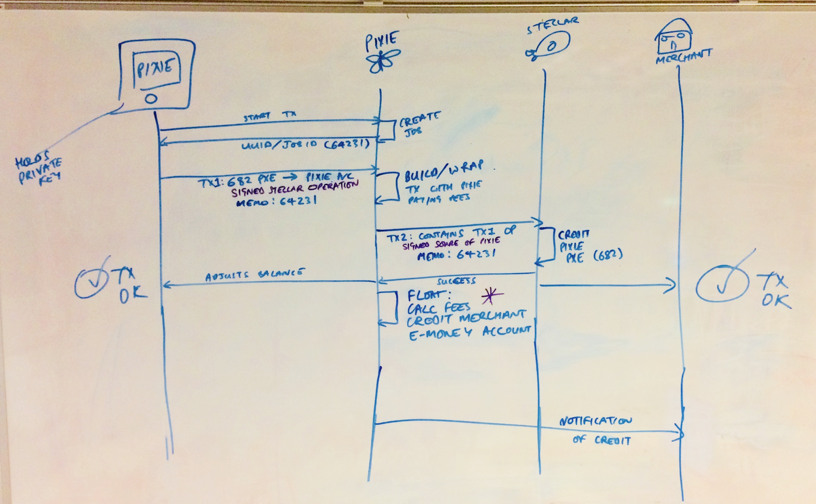 PIXIE
PIXIE
STELLAR
MERCHANT
HOLDS
PRIVATE
KEY
START TX
CREATE
JOB
UUID/JOB ID (64231)
TX1: 682 PXE → PIXIE A/C
SIGNED STELLAR OPERATION
MEMO: 64231
BUILD/WRAP
TX WITH PIXIE
PAYING FEES
TX2: CONTAINS TX1 OP
SIGNED SOURCE OF PIXIE
MEMO: 64231
CREDIT
PIXIE
PXE (682)
TX
OK
ADJUSTS BALANCE
SUCCESS
TX
OK
FLOAT:
CALC FEES
CREDIT MERCHANT
E-MONEY ACCOUNT
NOTIFICATION
OF CREDIT